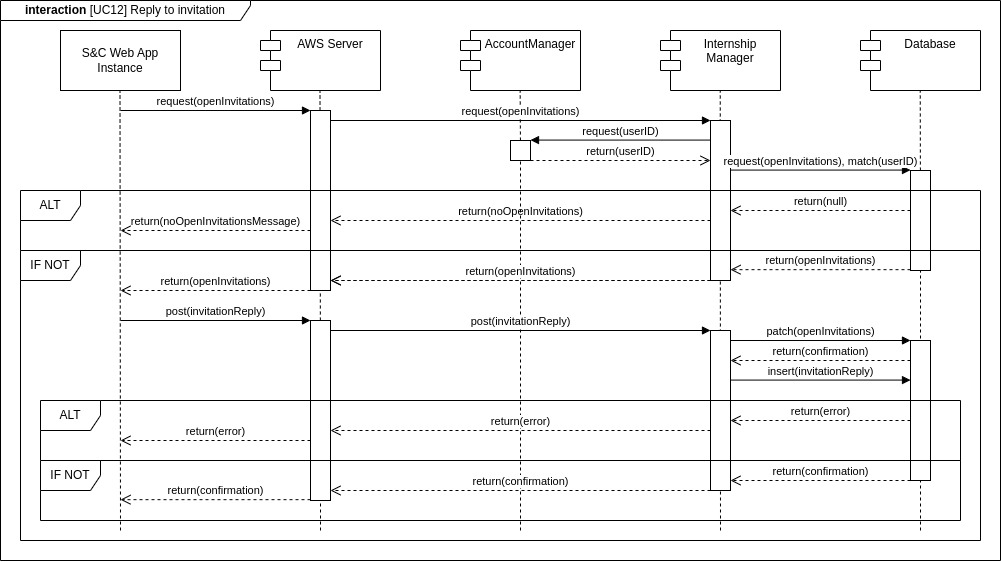 interaction [UC12] Reply to invitation
S&C Web App
Instance
AWS Server
AccountManager
Internship
Manager
Database
request(openInvitations)
request(openInvitations)
request(userID)
return(userID)
request(openInvitations), match(userID)
ALT
return(null)
return(noOpenInvitations)
return(noOpenInvitationsMessage)
IF NOT
return(openInvitations)
return(openInvitations)
return(openInvitations)
post(invitationReply)
post(invitationReply)
patch(openInvitations)
return(confirmation)
insert(invitationReply)
ALT
return(error)
return(error)
return(error)
IF NOT
return(confirmation)
return(confirmation)
return(confirmation)